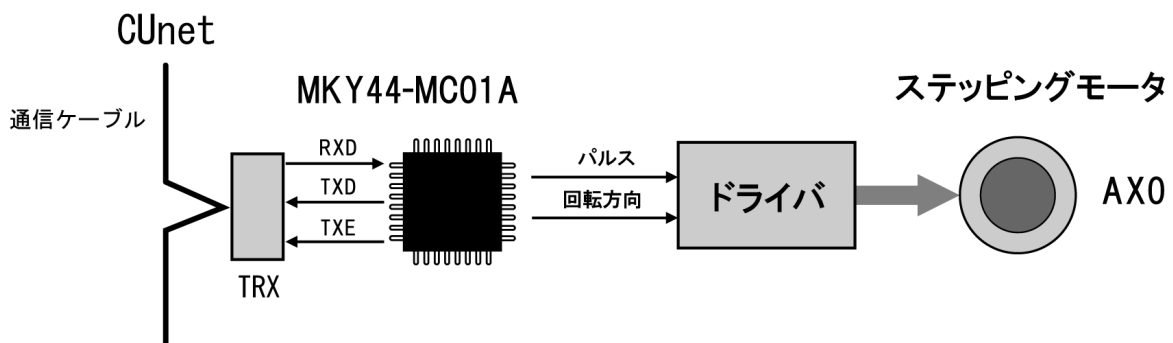 CUnet
通信ケーブル
MKY44-MC01A
ステッピングモータ
RXD
TXD
TXE
TRX
パルス
回転方向
ドライバ
AX0